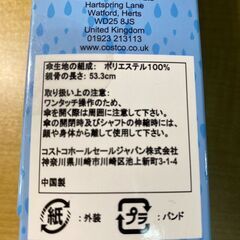 Hartspring Lane
Watford, Herts
WD25 8JS
United Kingdom
01923 213113
www.costco.co.uk
傘生地の組成： ポリエステル100%
親骨の長さ： 53.3cm
取り扱い上の注意：
ワンタッチ操作のため、
傘を開く際は周囲に注意して下さい。
傘の開閉時及びシャフトの伸縮時には、
顔や身体から離して使用して下さい。
コストコホールセールジャパン株式会社
神奈川県川崎市川崎区池上新町3-1-4
中国製
紙 ：外装
プラ ：バンド